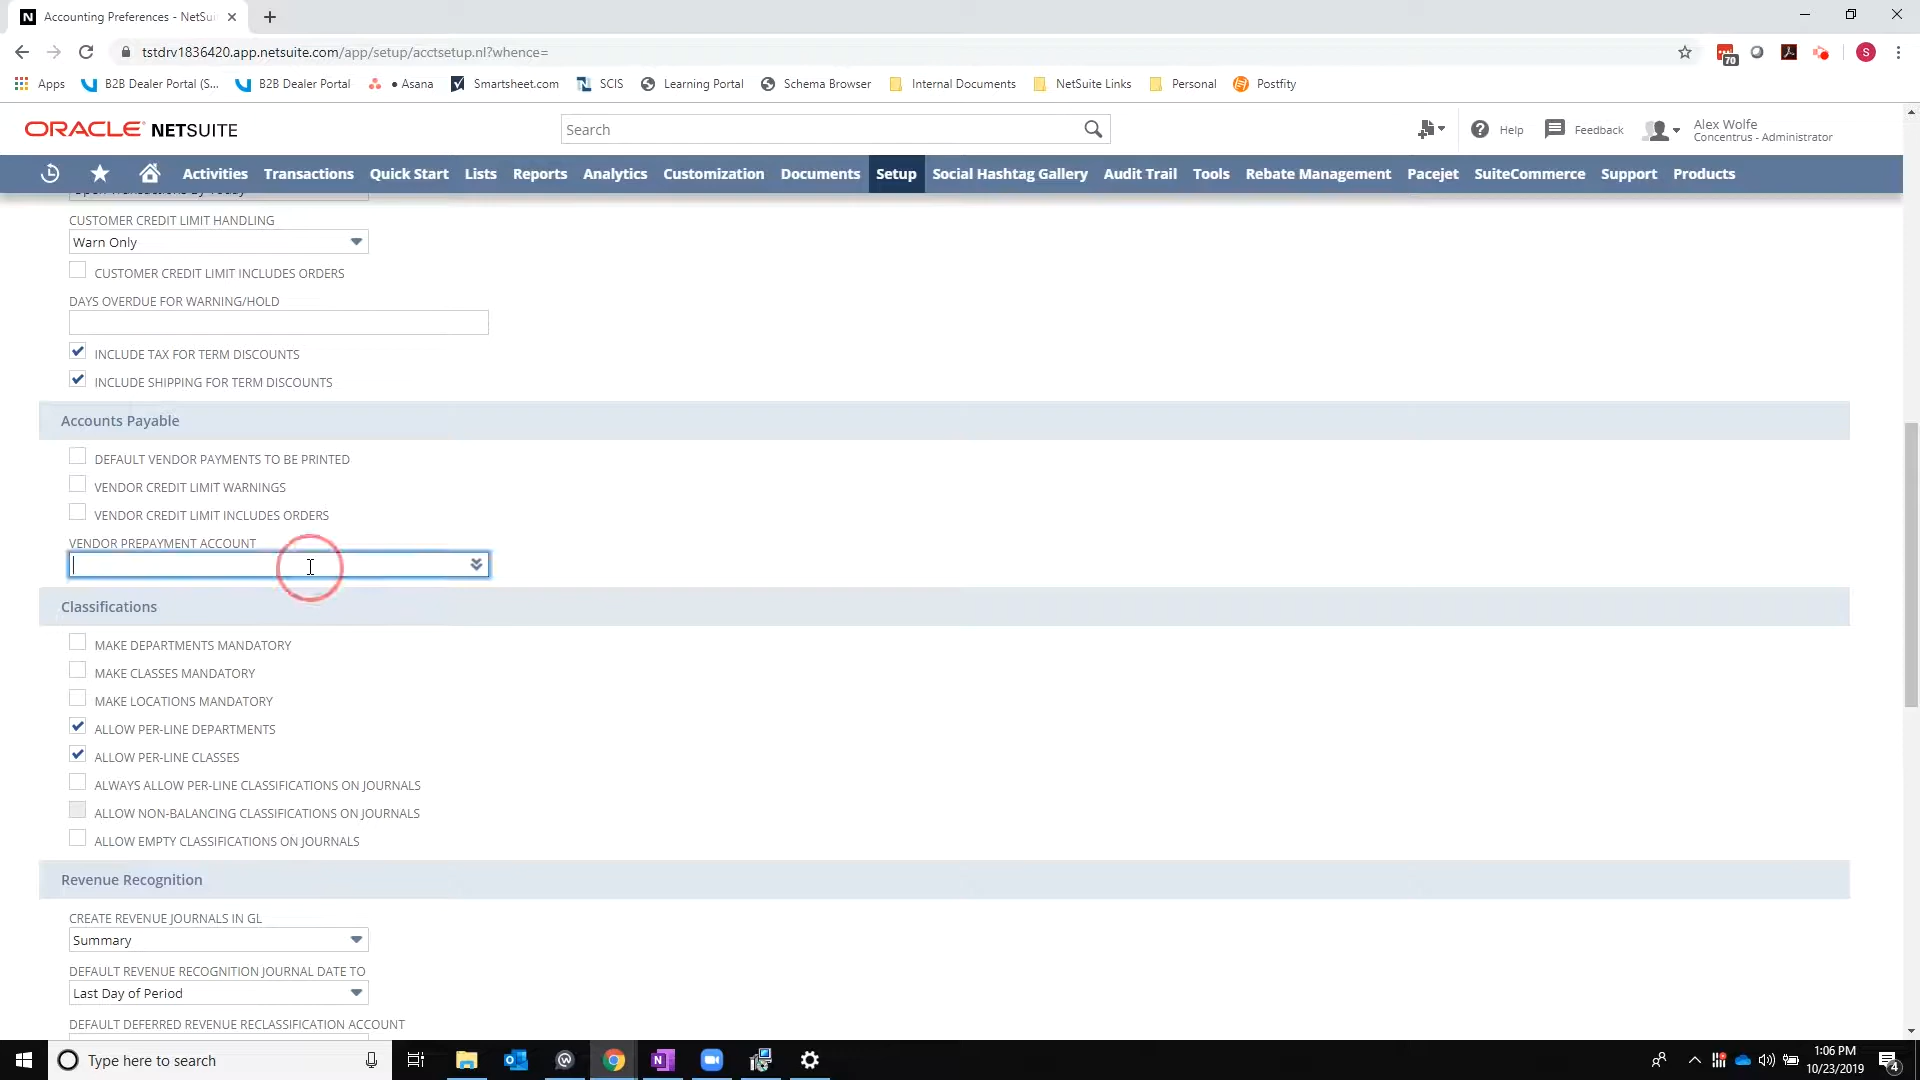 Accounting Preferences - NetSui
tstdrv1836420.app.netsuite.com/app/setup/acctsetup.nl?whence=
70
S
Apps B2B Dealer Portal (S... B2B Dealer Portal • Asana Smartsheet.com SCIS Learning Portal Schema Browser Internal Documents NetSuite Links Personal Postfity
ORACLE NETSUITE
Search
Help
Feedback
Alex Wolfe
Concentrus - Administrator
Activities Transactions Quick Start Lists Reports Analytics Customization Documents Setup Social Hashtag Gallery Audit Trail Tools Rebate Management Pacejet SuiteCommerce Support Products
Open Transactions By Today
CUSTOMER CREDIT LIMIT HANDLING
Warn Only
CUSTOMER CREDIT LIMIT INCLUDES ORDERS
DAYS OVERDUE FOR WARNING/HOLD
INCLUDE TAX FOR TERM DISCOUNTS
INCLUDE SHIPPING FOR TERM DISCOUNTS
Accounts Payable
DEFAULT VENDOR PAYMENTS TO BE PRINTED
VENDOR CREDIT LIMIT WARNINGS
VENDOR CREDIT LIMIT INCLUDES ORDERS
VENDOR PREPAYMENT ACCOUNT
Classifications
MAKE DEPARTMENTS MANDATORY
MAKE CLASSES MANDATORY
MAKE LOCATIONS MANDATORY
ALLOW PER-LINE DEPARTMENTS
ALLOW PER-LINE CLASSES
ALWAYS ALLOW PER-LINE CLASSIFICATIONS ON JOURNALS
ALLOW NON-BALANCING CLASSIFICATIONS ON JOURNALS
ALLOW EMPTY CLASSIFICATIONS ON JOURNALS
Revenue Recognition
CREATE REVENUE JOURNALS IN GL
Summary
DEFAULT REVENUE RECOGNITION JOURNAL DATE TO
Last Day of Period
DEFAULT DEFERRED REVENUE RECLASSIFICATION ACCOUNT
Type here to search
1:06 PM
10/23/2019
4